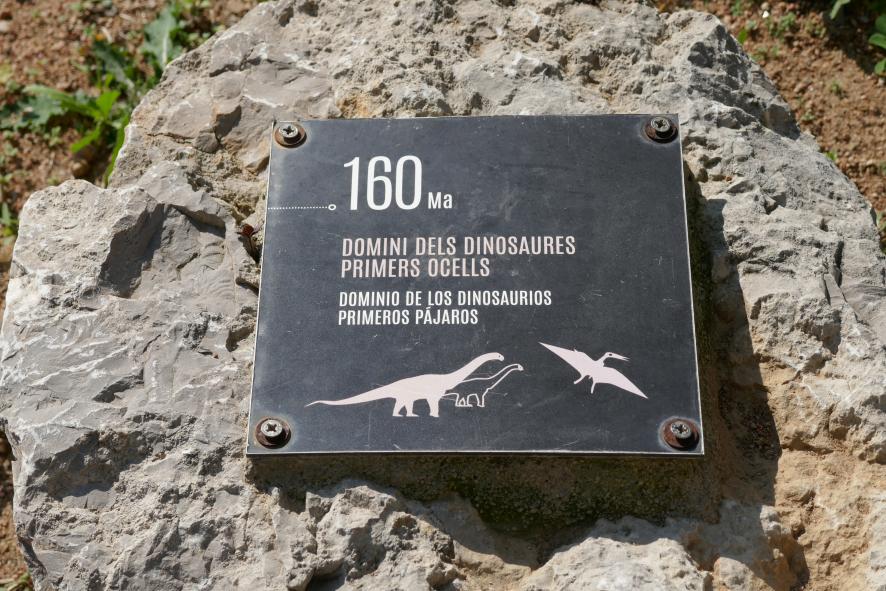 160 Ma
DOMINI DELS DINOSAURES
PRIMERS OCELLS
DOMINIO DE LOS DINOSAURIOS
PRIMEROS PÁJAROS